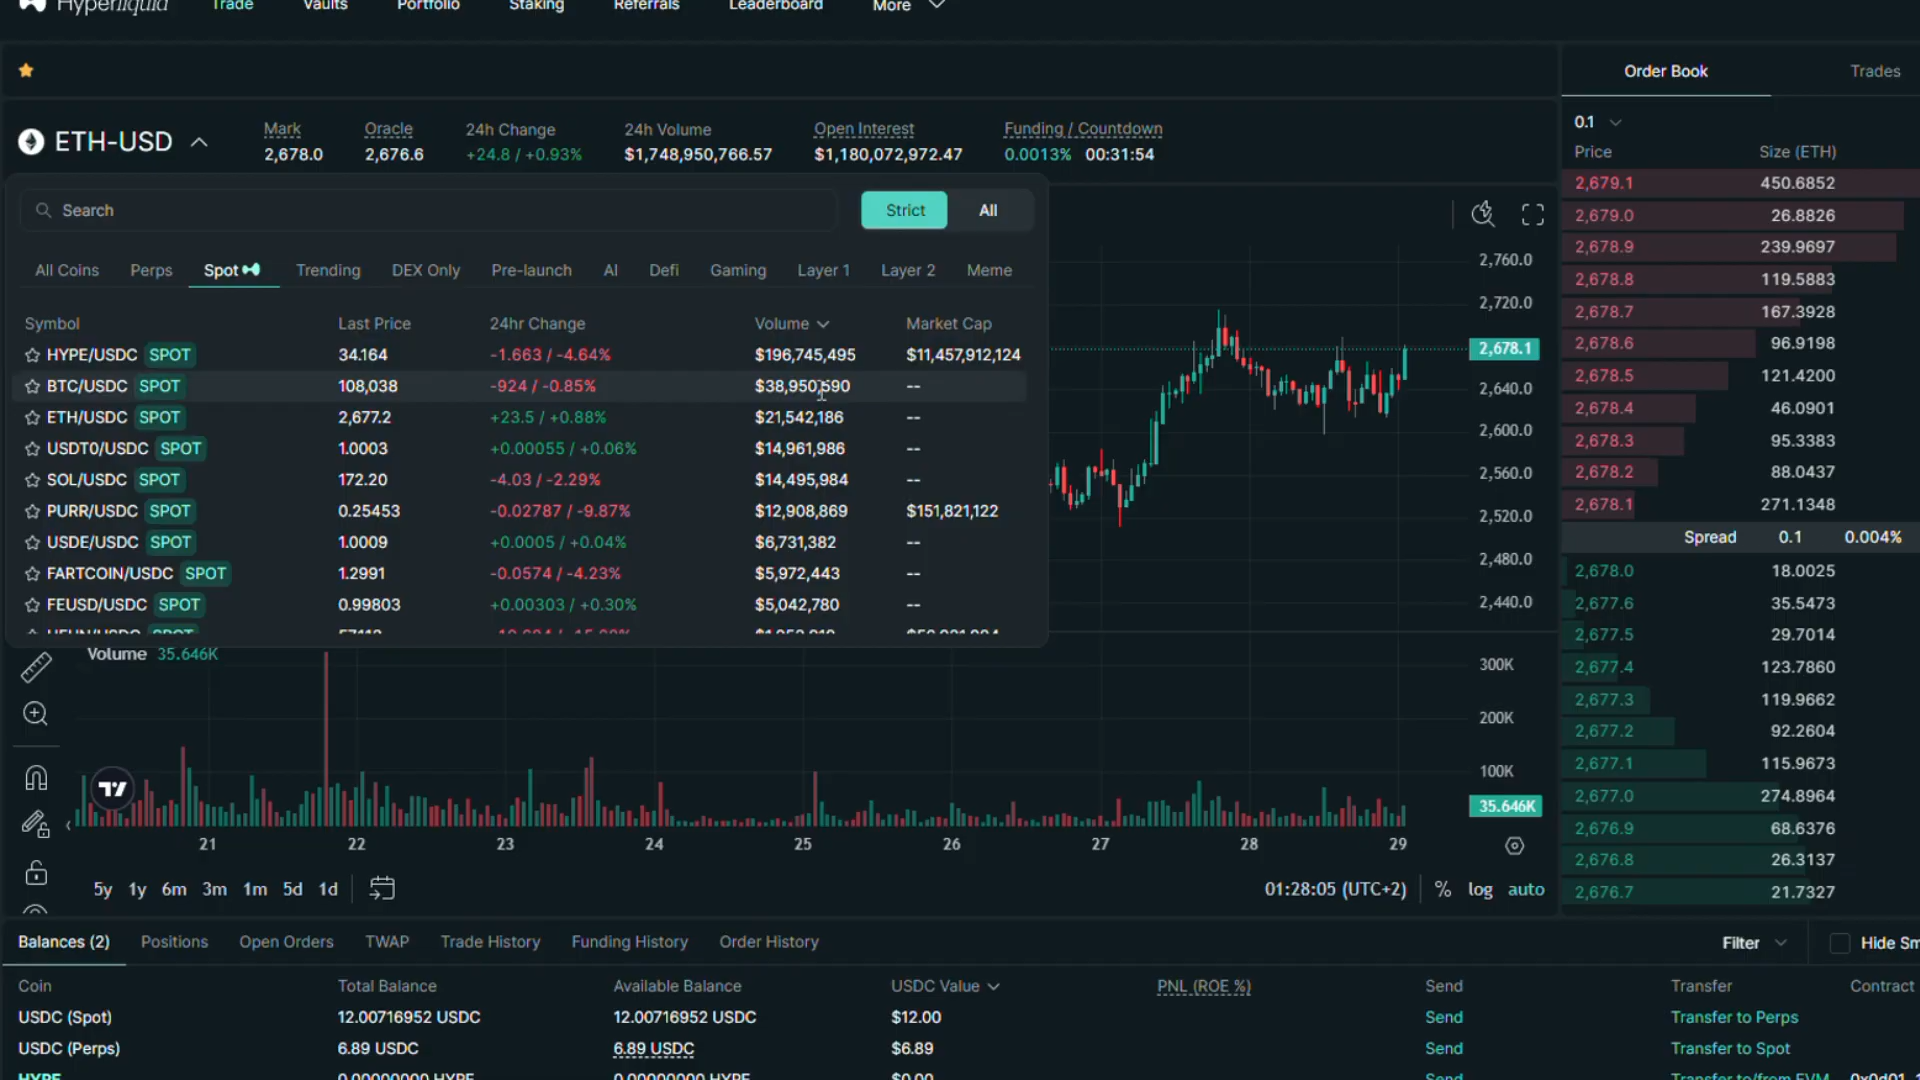 Hyperliquid Trade Vaults Portfolio Staking Referrals Leaderboard More
ETH-USD
Mark Oracle 24h Change 24h Volume Open Interest Funding / Countdown
2,678.0 2,676.6 +24.8 / +0.93% $1,748,950,766.57 $1,180,072,972.47 0.0013% 00:31:54
Search Strict All
All Coins Perps Spot Trending DEX Only Pre-launch AI Defi Gaming Layer 1 Layer 2 Meme
Symbol Last Price 24hr Change Volume Market Cap
HYPE/USDC SPOT 34.164 -1.663 / -4.64% $196,745,495 $11,457,912,124
BTC/USDC SPOT 108,038 -924 / -0.85% $38,950,690 --
ETH/USDC SPOT 2,677.2 +23.5 / +0.88% $21,542,186 --
USDT0/USDC SPOT 1.0003 +0.00055 / +0.06% $14,961,986 --
SOL/USDC SPOT 172.20 -4.03 / -2.29% $14,495,984 --
PURR/USDC SPOT 0.25453 -0.02787 / -9.87% $12,908,869 $151,821,122
USDE/USDC SPOT 1.0009 +0.0005 / +0.04% $6,731,382 --
FARTCOIN/USDC SPOT 1.2991 -0.0574 / -4.23% $5,972,443 --
FEUSD/USDC SPOT 0.99803 +0.00303 / +0.30% $5,042,780 --
2,760.0
2,720.0
2,678.1
2,640.0
2,600.0
2,560.0
2,520.0
2,480.0
2,440.0
Volume 35.646K
300K
200K
100K
35.646K
21 22 23 24 25 26 27 28 29
5y 1y 6m 3m 1m 5d 1d 01:28:05 (UTC+2) % log auto
Order Book Trades
0.1
Price Size (ETH)
2,679.1 450.6852
2,679.0 26.8826
2,678.9 239.9697
2,678.8 119.5883
2,678.7 167.3928
2,678.6 96.9198
2,678.5 121.4200
2,678.4 46.0901
2,678.3 95.3383
2,678.2 88.0437
2,678.1 271.1348
Spread 0.1 0.004%
2,678.0 18.0025
2,677.6 35.5473
2,677.5 29.7014
2,677.4 123.7860
2,677.3 119.9662
2,677.2 92.2604
2,677.1 115.9673
2,677.0 274.8964
2,676.9 68.6376
2,676.8 26.3137
2,676.7 21.7327
Balances (2) Positions Open Orders TWAP Trade History Funding History Order History Filter Hide Sm
Coin Total Balance Available Balance USDC Value PNL (ROE %) Send Transfer Contract
USDC (Spot) 12.00716952 USDC 12.00716952 USDC $12.00 Send Transfer to Perps
USDC (Perps) 6.89 USDC 6.89 USDC $6.89 Send Transfer to Spot
HYPE 0.00000000 HYPE 0.00000000 HYPE $0.00 Send Transfer to/from EVM